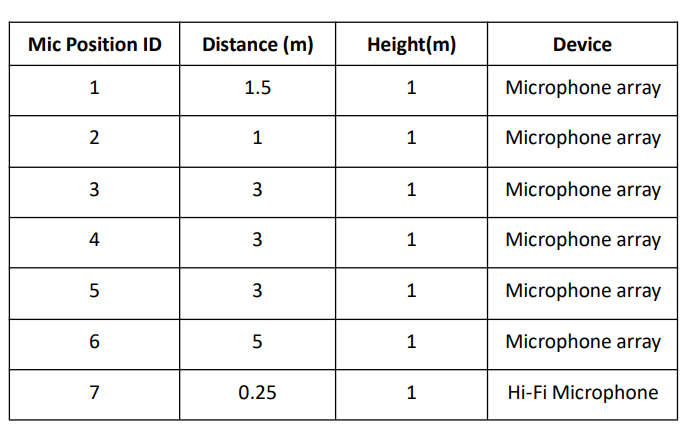 Mic Position ID Distance (m) Height(m) Device
1 1.5 1 Microphone array
2 1 1 Microphone array
3 3 1 Microphone array
4 3 1 Microphone array
5 3 1 Microphone array
6 5 1 Microphone array
7 0.25 1 Hi-Fi Microphone